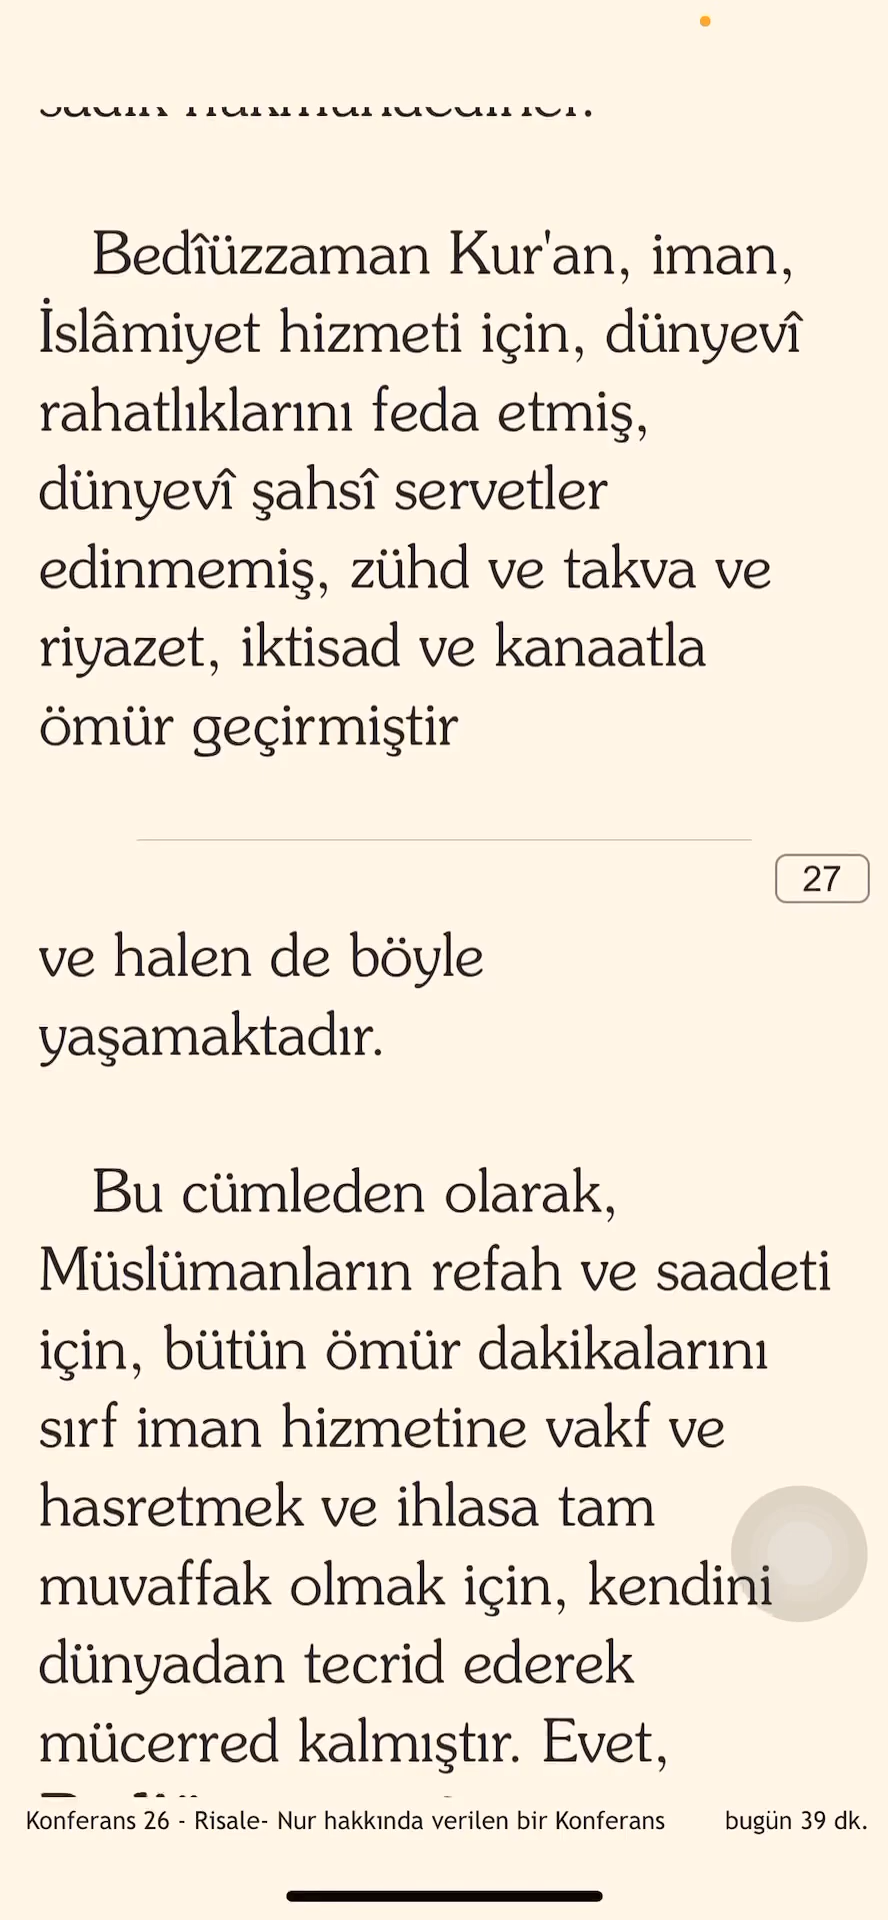 Bedîüzzaman Kur'an, iman,
İslâmiyet hizmeti için, dünyevî
rahatlıklarını feda etmiş,
dünyevî şahsî servetler
edinmemiş, zühd ve takva ve
riyazet, iktisad ve kanaatla
ömür geçirmiştir
27
ve halen de böyle
yaşamaktadır.
Bu cümleden olarak,
Müslümanların refah ve saadeti
için, bütün ömür dakikalarını
sırf iman hizmetine vakf ve
hasretmek ve ihlasa tam
muvaffak olmak için, kendini
dünyadan tecrid ederek
mücerred kalmıştır. Evet,
Konferans 26 - Risale- Nur hakkında verilen bir Konferans bugün 39 dk.